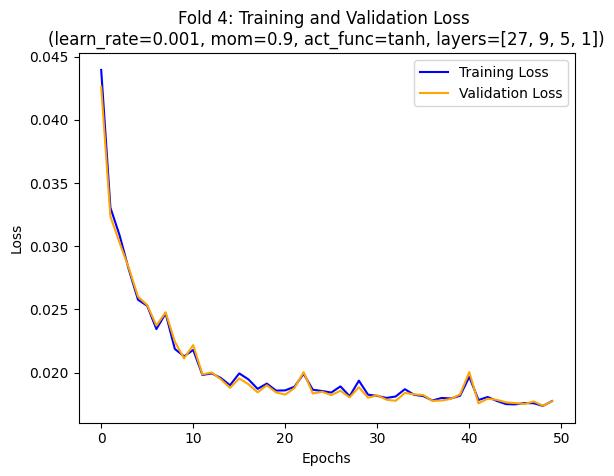 Fold 4: Training and Validation Loss
(learn_rate=0.001, mom=0.9, act_func=tanh, layers=[27, 9, 5, 1])
Training Loss
Validation Loss
Loss
0.045
0.040
0.035
0.030
0.025
0.020
0 10 20 30 40 50
Epochs